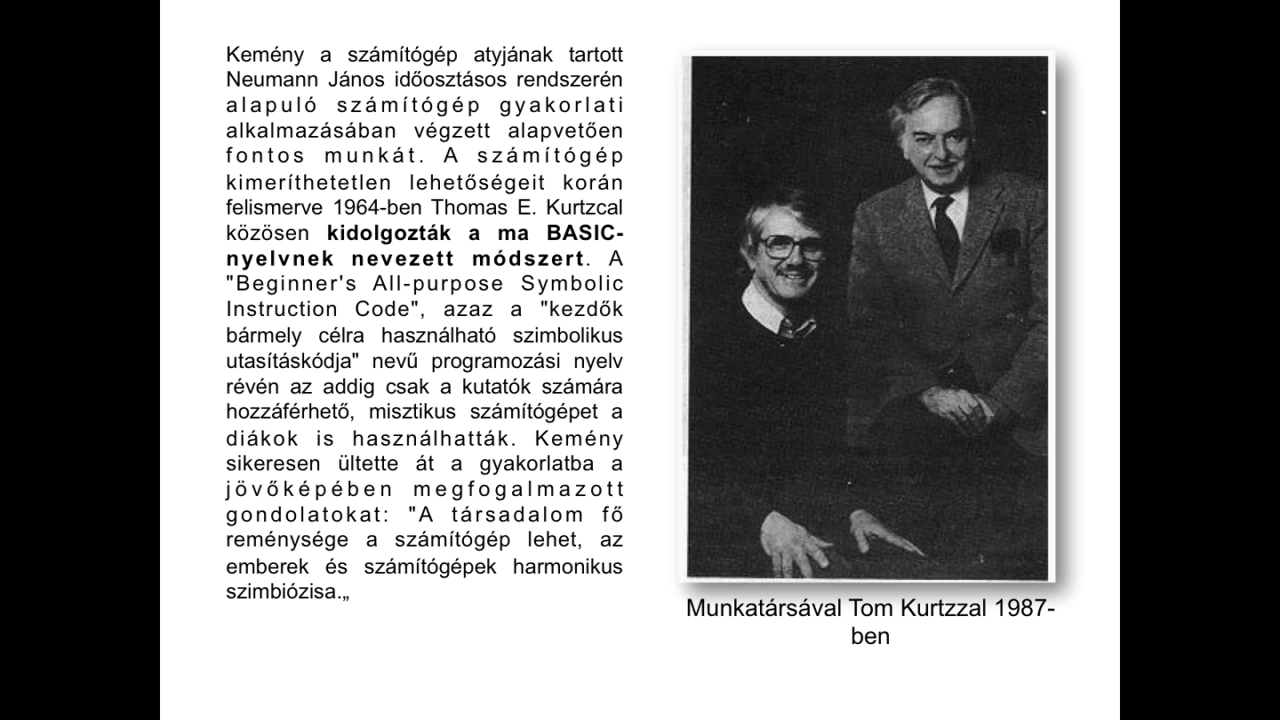 Kemény a számítógép atyjának tartott
Neumann János időosztásos rendszerén
alapuló számítógép gyakorlati
alkalmazásában végzett alapvetően
fontos munkát. A számítógép
kimeríthetetlen lehetőségeit korán
felismerve 1964-ben Thomas E. Kurtzcal
közösen kidolgozták a ma BASIC-
nyelvnek nevezett módszert. A
"Beginner's All-purpose Symbolic
Instruction Code", azaz a "kezdők
bármely célra használható szimbolikus
utasításkódja" nevű programozási nyelv
révén az addig csak a kutatók számára
hozzáférhető, misztikus számítógépet a
diákok is használhatták. Kemény
sikeresen ültette át a gyakorlatba a
jövőképében megfogalmazott
gondolatokat: "A társadalom fő
reménysége a számítógép lehet, az
emberek és számítógépek harmonikus
szimbiózisa.„
Munkatársával Tom Kurtzzal 1987-
ben